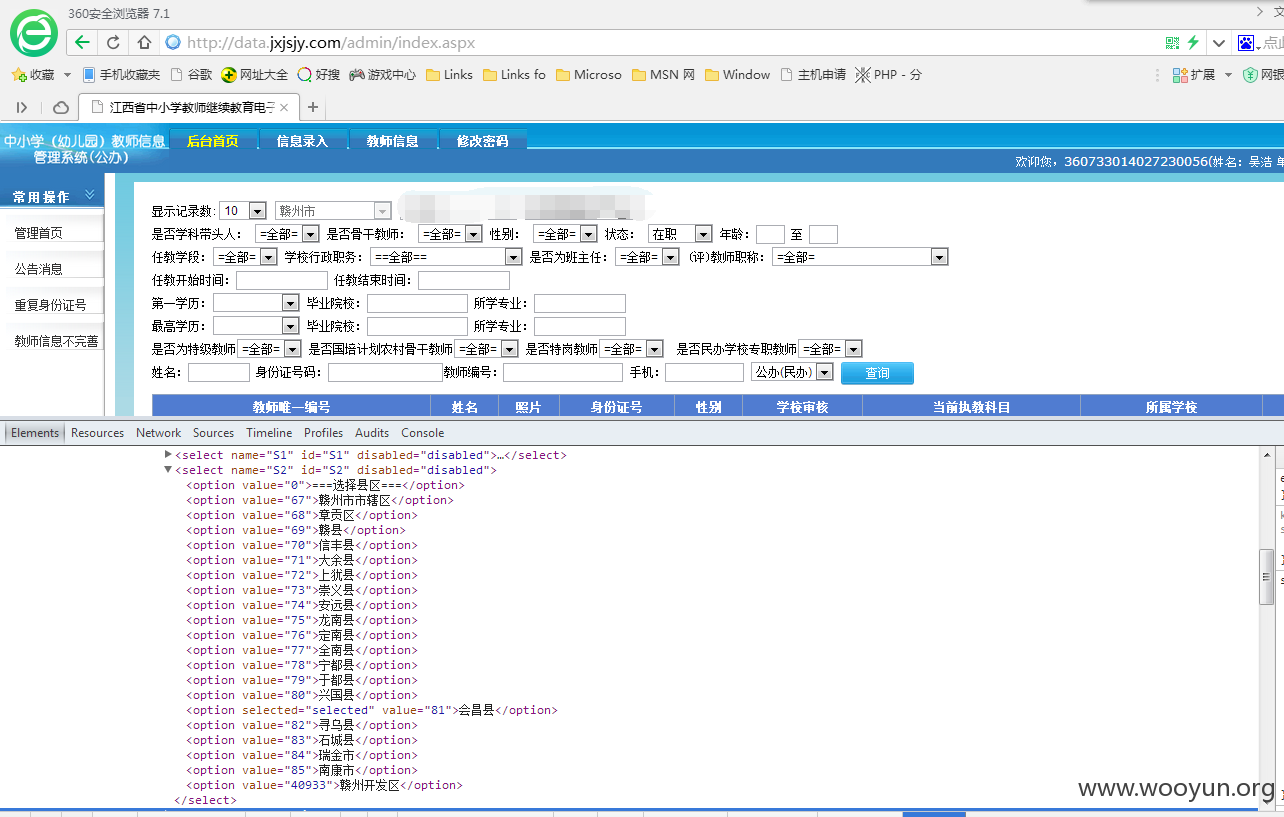 360安全浏览器 7.1
http://data.jxjsjy.com/admin/index.aspx
收藏 手机收藏夹 谷歌 网址大全 好搜 游戏中心 Links Links fo Microso MSN 网 Window 主机申请 PHP - 分 扩展 网银
江西省中小学教师继续教育电子
中小学（幼儿园）教师信息
管理系统(公办)
后台首页 信息录入 教师信息 修改密码
欢迎您，360733014027230056(姓名：吴浩 单
常用操作
管理首页
公告消息
重复身份证号
教师信息不完善
显示记录数: 10 赣州市
是否学科带头人： =全部= 是否骨干教师： =全部= 性别： =全部= 状态： 在职 年龄： 至
任教学段： =全部= 学校行政职务： ==全部== 是否为班主任： =全部= (评)教师职称： =全部=
任教开始时间： 任教结束时间：
第一学历： 毕业院校： 所学专业：
最高学历： 毕业院校： 所学专业：
是否为特级教师 =全部= 是否国培计划农村骨干教师 =全部= 是否特岗教师 =全部= 是否民办学校专职教师 =全部=
姓名： 身份证号码： 教师编号： 手机： 公办(民办) 查询
教师唯一编号 姓名 照片 身份证号 性别 学校审核 当前执教科目 所属学校
Elements Resources Network Sources Timeline Profiles Audits Console
<select name="S1" id="S1" disabled="disabled">…</select>
<select name="S2" id="S2" disabled="disabled">
<option value="0">===选择县区===</option>
<option value="67">赣州市市辖区</option>
<option value="68">章贡区</option>
<option value="69">赣县</option>
<option value="70">信丰县</option>
<option value="71">大余县</option>
<option value="72">上犹县</option>
<option value="73">崇义县</option>
<option value="74">安远县</option>
<option value="75">龙南县</option>
<option value="76">定南县</option>
<option value="77">全南县</option>
<option value="78">宁都县</option>
<option value="79">于都县</option>
<option value="80">兴国县</option>
<option selected="selected" value="81">会昌县</option>
<option value="82">寻乌县</option>
<option value="83">石城县</option>
<option value="84">瑞金市</option>
<option value="85">南康市</option>
<option value="40933">赣州开发区</option>
</select>
www.wooyun.org